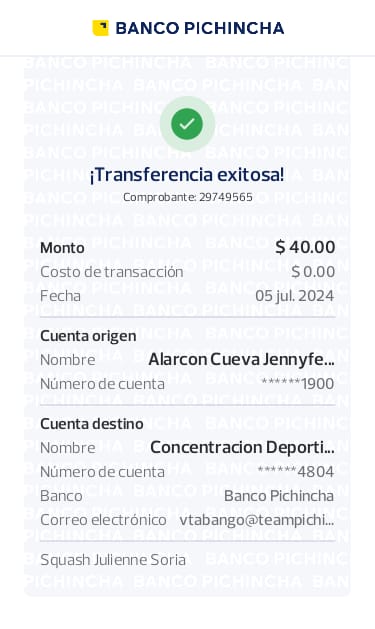 BANCO PICHINCHA
¡Transferencia exitosa!
Comprobante: 29749565
Monto $ 40.00
Costo de transacción $ 0.00
Fecha 05 jul. 2024
Cuenta origen
Nombre Alarcon Cueva Jennyfe...
Número de cuenta ******1900
Cuenta destino
Nombre Concentracion Deporti...
Número de cuenta ******4804
Banco Banco Pichincha
Correo electrónico vtabango@teampichi...
Squash Julienne Soria